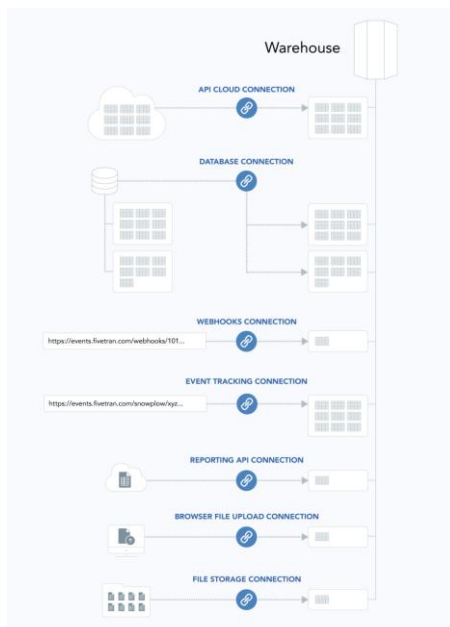 Warehouse
API CLOUD CONNECTION
DATABASE CONNECTION
WEBHOOKS CONNECTION
https://events.fivetran.com/webhooks/101...
EVENT TRACKING CONNECTION
https://events.fivetran.com/snowplow/xyz...
REPORTING API CONNECTION
BROWSER FILE UPLOAD CONNECTION
FILE STORAGE CONNECTION